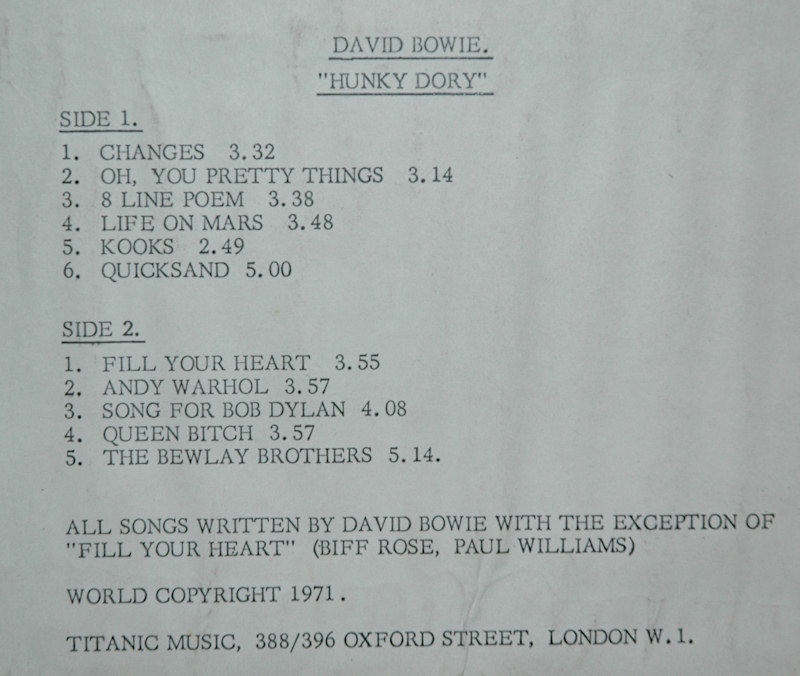 DAVID BOWIE.
"HUNKY DORY"
SIDE 1.
1. CHANGES 3.32
2. OH, YOU PRETTY THINGS 3.14
3. 8 LINE POEM 3.38
4. LIFE ON MARS 3.48
5. KOOKS 2.49
6. QUICKSAND 5.00
SIDE 2.
1. FILL YOUR HEART 3.55
2. ANDY WARHOL 3.57
3. SONG FOR BOB DYLAN 4.08
4. QUEEN BITCH 3.57
5. THE BEWLAY BROTHERS 5.14.
ALL SONGS WRITTEN BY DAVID BOWIE WITH THE EXCEPTION OF
"FILL YOUR HEART" (BIFF ROSE, PAUL WILLIAMS)
WORLD COPYRIGHT 1971.
TITANIC MUSIC, 388/396 OXFORD STREET, LONDON W.1.